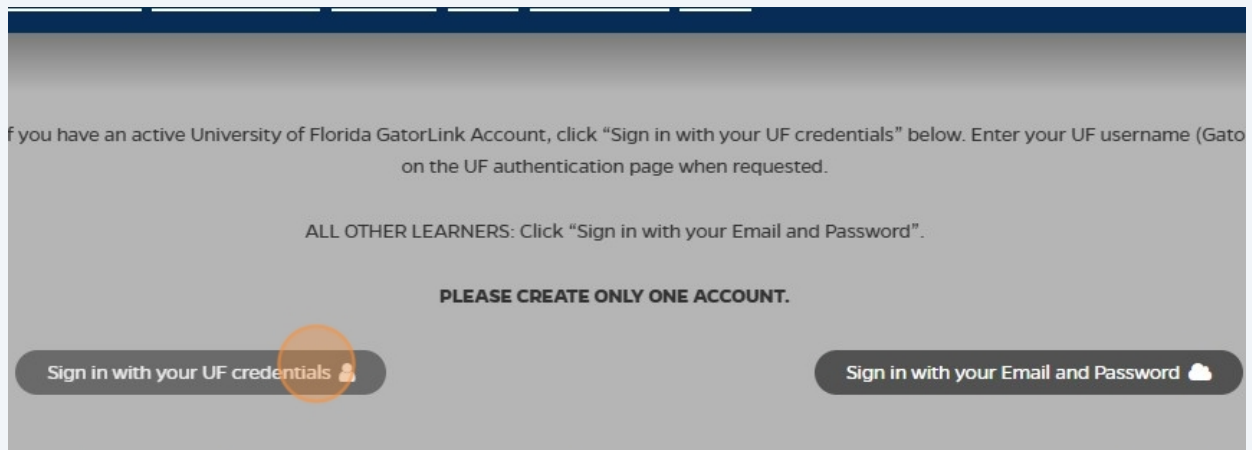 f you have an active University of Florida GatorLink Account, click “Sign in with your UF credentials” below. Enter your UF username (Gato
on the UF authentication page when requested.
ALL OTHER LEARNERS: Click “Sign in with your Email and Password”.
PLEASE CREATE ONLY ONE ACCOUNT.
Sign in with your UF credentials
Sign in with your Email and Password